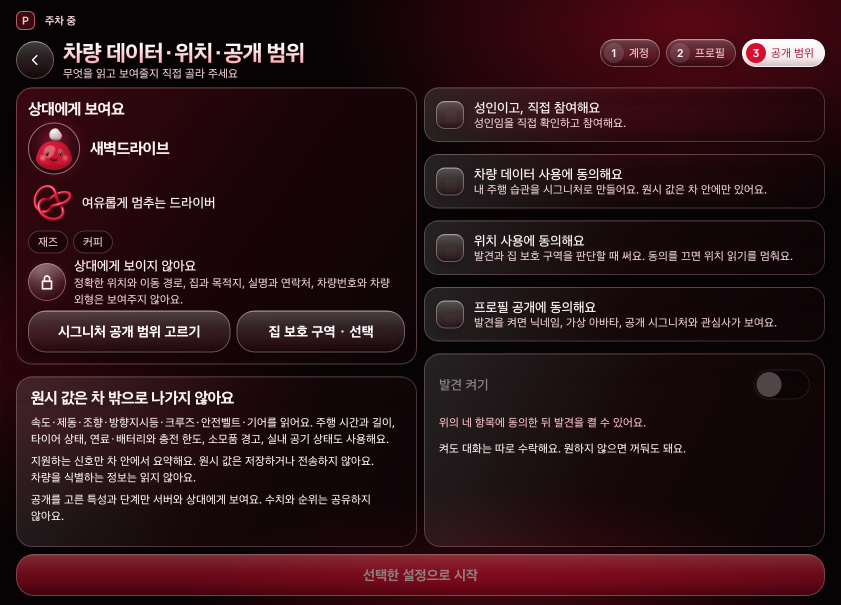 P 주차 중
차량 데이터·위치·공개 범위
무엇을 읽고 보여줄지 직접 골라 주세요
1 계정
2 프로필
3 공개 범위
상대에게 보여요
새벽드라이브
여유롭게 멈추는 드라이버
재즈
커피
상대에게 보이지 않아요
정확한 위치와 이동 경로, 집과 목적지, 실명과 연락처, 차량번호와 차량
외형은 보여주지 않아요.
시그니처 공개 범위 고르기
집 보호 구역 · 선택
원시 값은 차 밖으로 나가지 않아요
속도·제동·조향·방향지시등·크루즈·안전벨트·기어를 읽어요. 주행 시간과 길이,
타이어 상태, 연료·배터리와 충전 한도, 소모품 경고, 실내 공기 상태도 사용해요.
지원하는 신호만 차 안에서 요약해요. 원시 값은 저장하거나 전송하지 않아요.
차량을 식별하는 정보는 읽지 않아요.
공개를 고른 특성과 단계만 서버와 상대에게 보여요. 수치와 순위는 공유하지
않아요.
성인이고, 직접 참여해요
성인임을 직접 확인하고 참여해요.
차량 데이터 사용에 동의해요
내 주행 습관을 시그니처로 만들어요. 원시 값은 차 안에만 있어요.
위치 사용에 동의해요
발견과 집 보호 구역을 판단할 때 써요. 동의를 끄면 위치 읽기를 멈춰요.
프로필 공개에 동의해요
발견을 켜면 닉네임, 가상 아바타, 공개 시그니처와 관심사가 보여요.
발견 켜기
위의 네 항목에 동의한 뒤 발견을 켤 수 있어요.
켜도 대화는 따로 수락해요. 원하지 않으면 꺼둬도 돼요.
선택한 설정으로 시작